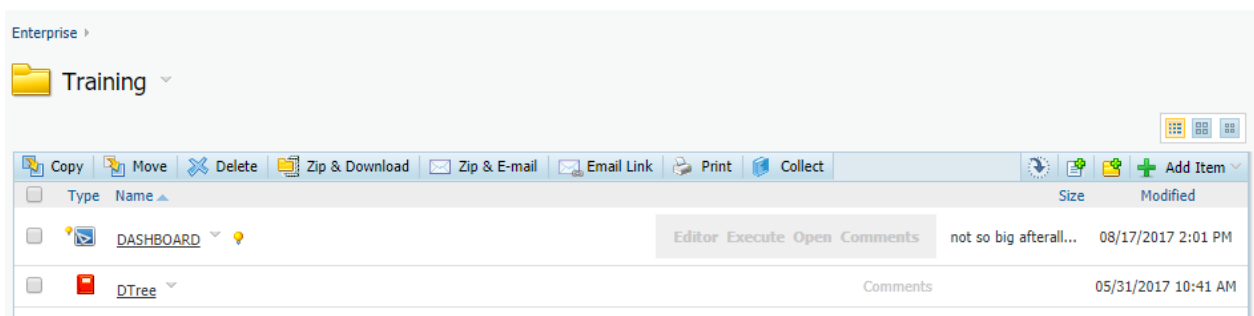 Enterprise
Training
Copy Move Delete Zip & Download Zip & E-mail Email Link Print Collect Add Item
Type Name Size Modified
DASHBOARD Editor Execute Open Comments not so big afterall... 08/17/2017 2:01 PM
DTree Comments 05/31/2017 10:41 AM